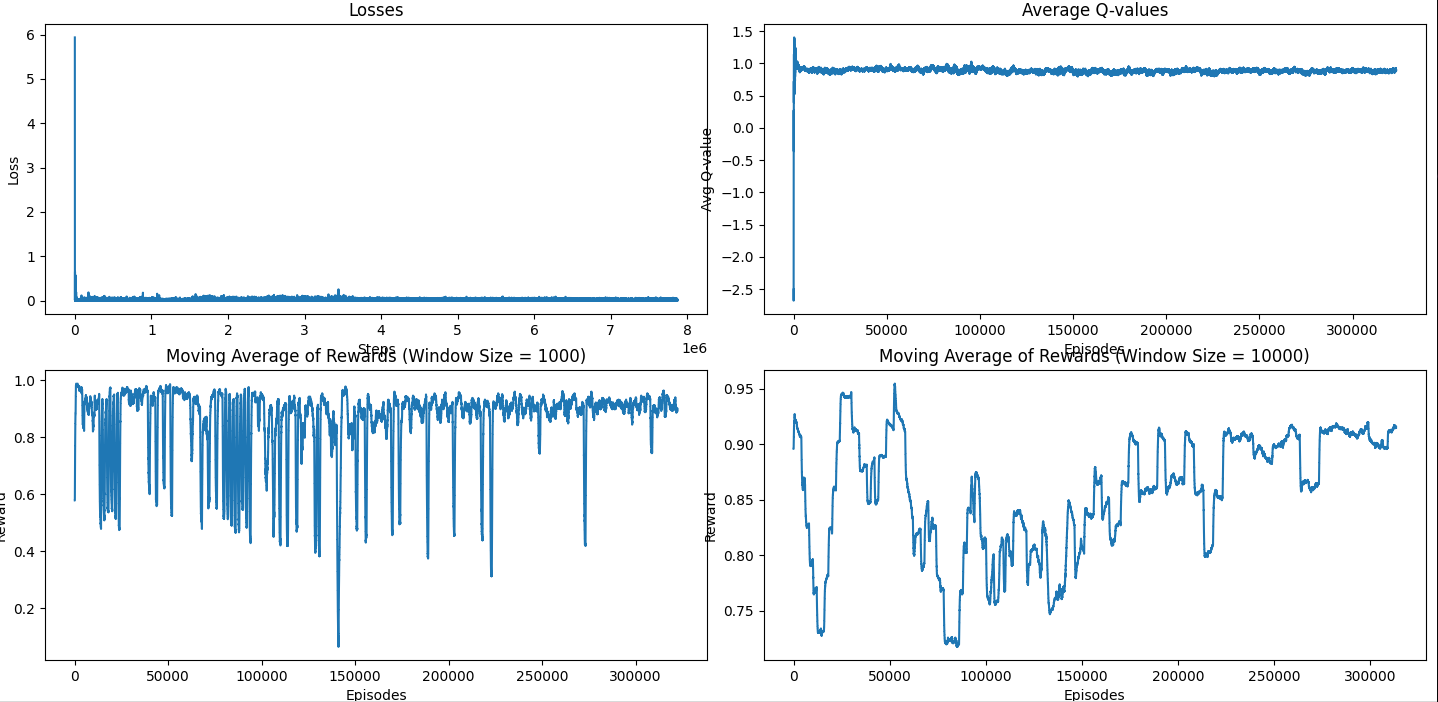 Losses
6
5
4
3
2
1
0
Loss
0 1 2 3 4 5 6 7 8
1e6
Steps
Average Q-values
1.5
1.0
0.5
0.0
−0.5
−1.0
−1.5
−2.0
−2.5
Avg Q-value
0 50000 100000 150000 200000 250000 300000
Episodes
Moving Average of Rewards (Window Size = 1000)
1.0
0.8
0.6
0.4
0.2
Reward
0 50000 100000 150000 200000 250000 300000
Episodes
Moving Average of Rewards (Window Size = 10000)
0.95
0.90
0.85
0.80
0.75
Reward
0 50000 100000 150000 200000 250000 300000
Episodes